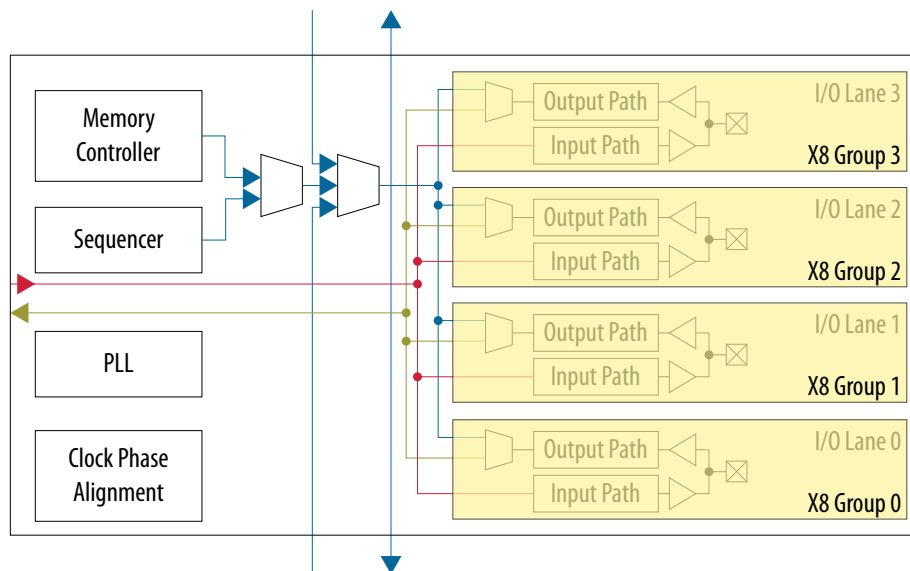 Memory
Controller
Sequencer
PLL
Clock Phase
Alignment
Output Path
I/O Lane 3
Input Path
X8 Group 3
Output Path
I/O Lane 2
Input Path
X8 Group 2
Output Path
I/O Lane 1
Input Path
X8 Group 1
Output Path
I/O Lane 0
Input Path
X8 Group 0